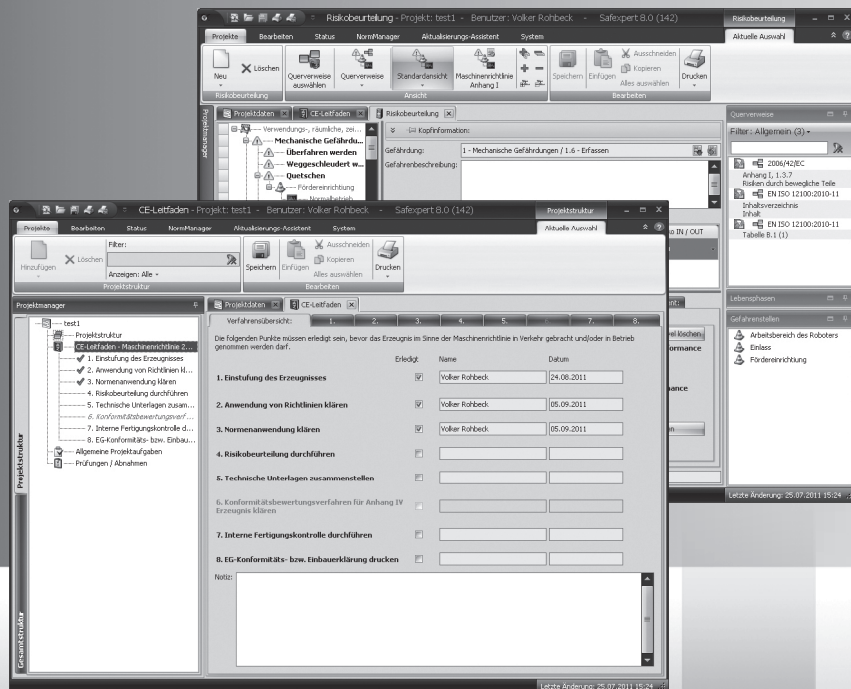 Risikobeurteilung - Projekt: test1 - Benutzer: Volker Rohbeck - Safexpert 8.0 (142)
Risikobeurteilung
Projekte Bearbeiten Status NormManager Aktualisierungs-Assistent System
Aktuelle Auswahl
Neu
Löschen
Risikobeurteilung
Querverweise auswählen
Querverweise
Standardansicht
Maschinenrichtlinie Anhang I
Ansicht
Speichern
Einfügen
Ausschneiden
Kopieren
Alles auswählen
Drucken
Bearbeiten
Projektmanager
Projektdaten CE-Leitfaden Risikobeurteilung
Verwendungs-, räumliche, zei...
Mechanische Gefährdu...
Überfahren werden
Weggeschleudert w...
Quetschen
Fördereinrichtung
Normalbetrieb
Kopfinformation:
Gefährdung: 1 - Mechanische Gefährdungen / 1.6 - Erfassen
Gefahrenbeschreibung:
Querverweise
Filter: Allgemein (3)
2006/42/EC
Anhang I, 1.3.7
Risiken durch bewegliche Teile
EN ISO 12100:2010-11
Inhaltsverzeichnis
Inhalt
EN ISO 12100:2010-11
Tabelle B.1 (1)
Lebensphasen
Gefahrenstellen
Arbeitsbereich des Roboters
Einlass
Fördereinrichtung
Letzte Änderung: 25.07.2011 15:24
IN / OUT
CE-Leitfaden - Projekt: test1 - Benutzer: Volker Rohbeck - Safexpert 8.0 (142)
Projektstruktur
Projekte Bearbeiten Status NormManager Aktualisierungs-Assistent System
Aktuelle Auswahl
Hinzufügen
Löschen
Filter:
Anzeigen: Alle
Projektstruktur
Speichern
Einfügen
Ausschneiden
Kopieren
Alles auswählen
Drucken
Bearbeiten
Projektmanager
test1
Projektstruktur
CE-Leitfaden - Maschinenrichtlinie 2...
1. Einstufung des Erzeugnisses
2. Anwendung von Richtlinien kl...
3. Normenanwendung klären
4. Risikobeurteilung durchführen
5. Technische Unterlagen zusam...
6. Konformitätsbewertungsverf...
7. Interne Fertigungskontrolle d...
8. EG-Konformitäts- bzw. Einbau...
Allgemeine Projektaufgaben
Prüfungen / Abnahmen
Projektstruktur
Gesamtstruktur
Projektdaten CE-Leitfaden
Verfahrensübersicht: 1. 2. 3. 4. 5. 6. 7. 8.
Die folgenden Punkte müssen erledigt sein, bevor das Erzeugnis im Sinne der Maschinenrichtlinie in Verkehr gebracht und/oder in Betrieb
genommen werden darf.
Erledigt Name Datum
1. Einstufung des Erzeugnisses Volker Rohbeck 24.08.2011
2. Anwendung von Richtlinien klären Volker Rohbeck 05.09.2011
3. Normenanwendung klären Volker Rohbeck 05.09.2011
4. Risikobeurteilung durchführen
5. Technische Unterlagen zusammenstellen
6. Konformitätsbewertungsverfahren für Anhang IV
Erzeugnis klären
7. Interne Fertigungskontrolle durchführen
8. EG-Konformitäts- bzw. Einbauerklärung drucken
Notiz:
Letzte Änderung: 25.07.2011 15:24